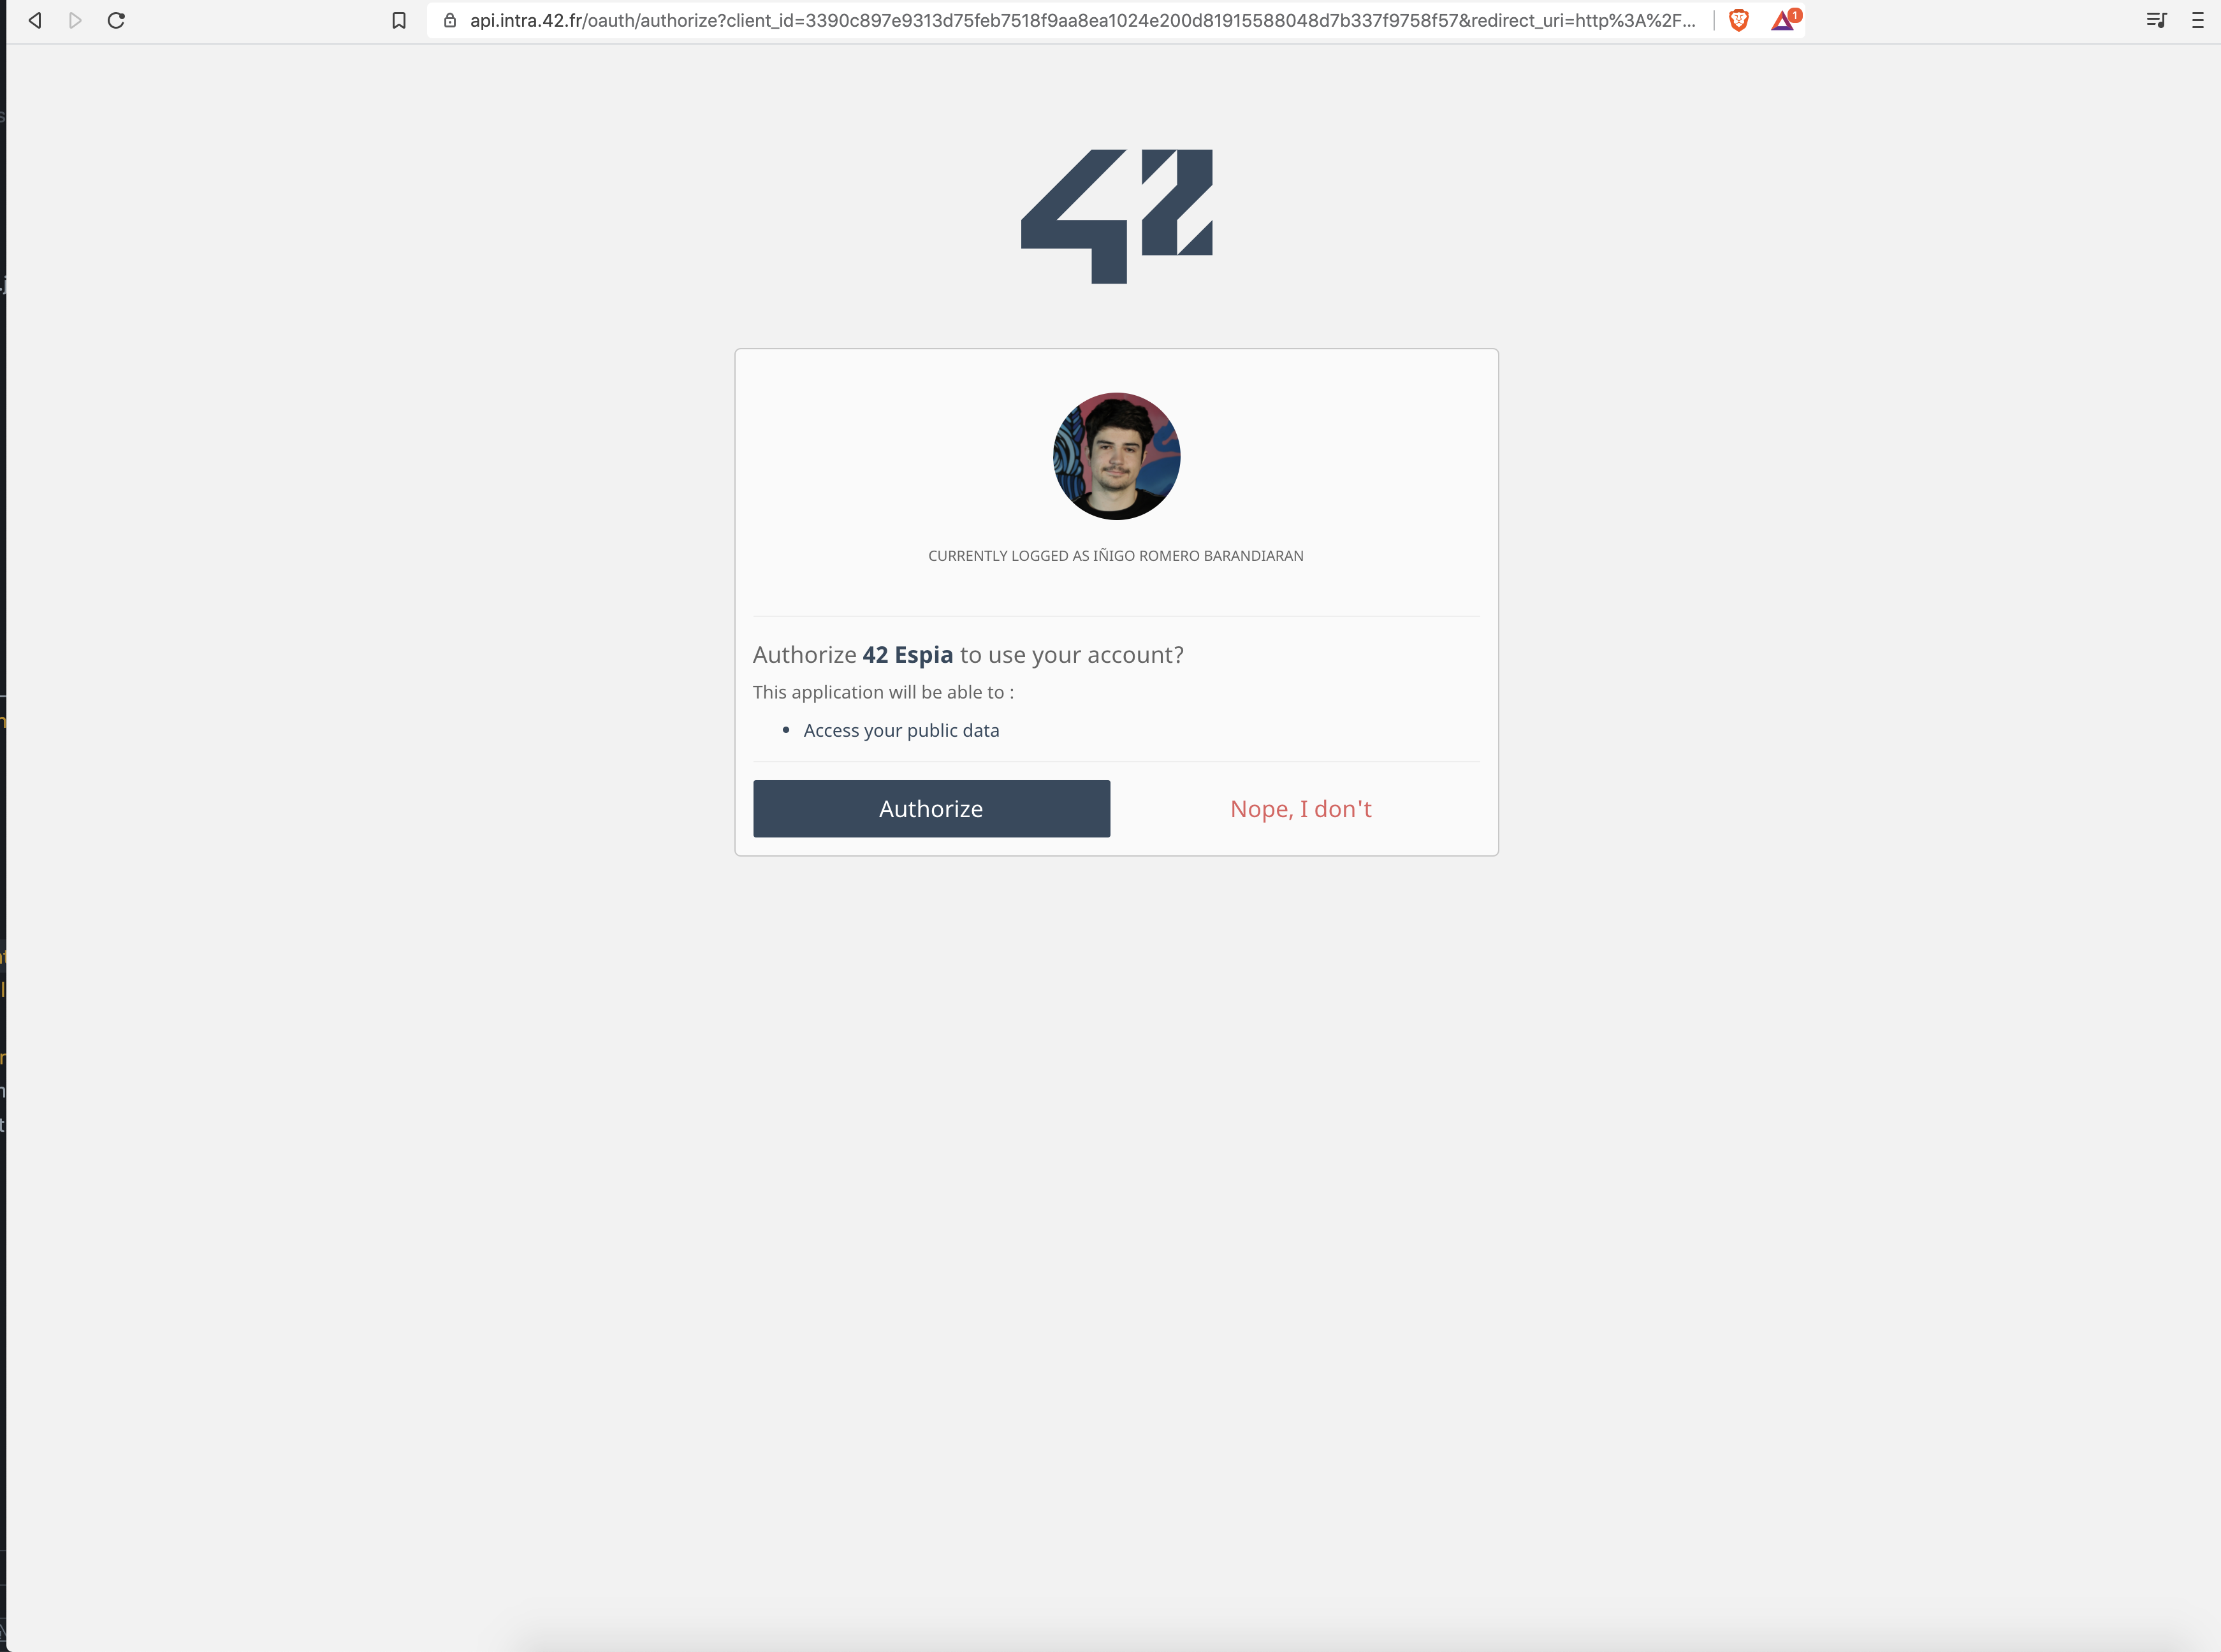 api.intra.42.fr/oauth/authorize?client_id=3390c897e9313d75feb7518f9aa8ea1024e200d81915588048d7b337f9758f57&redirect_uri=http%3A%2F...
1
42
CURRENTLY LOGGED AS IÑIGO ROMERO BARANDIARAN
Authorize 42 Espia to use your account?
This application will be able to :
• Access your public data
Authorize
Nope, I don't